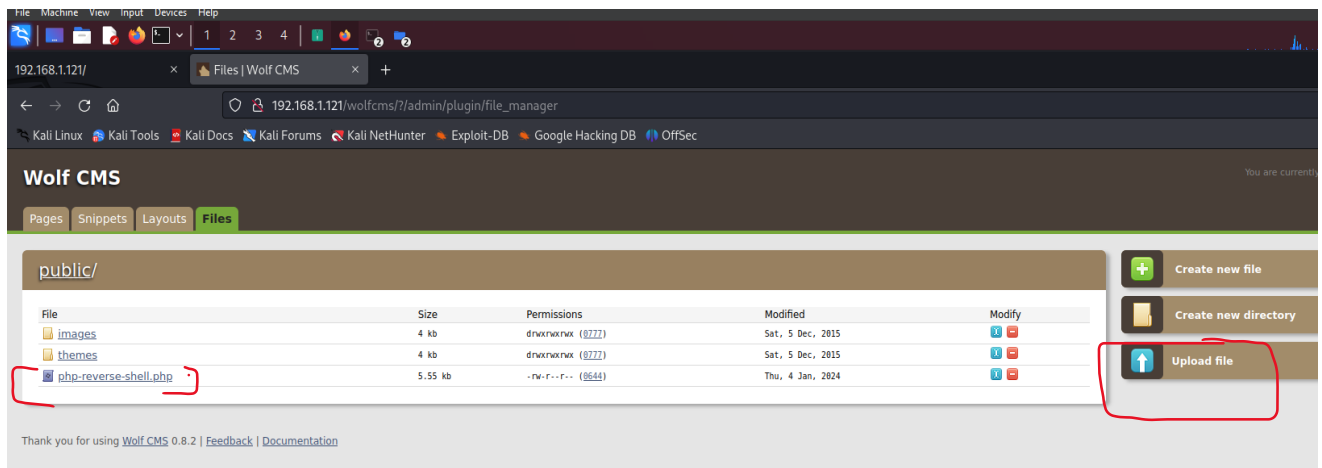 File Machine View Input Devices Help
1 2 3 4 2 2
192.168.1.121/ × Files | Wolf CMS × +
192.168.1.121/wolfcms/?/admin/plugin/file_manager
Kali Linux Kali Tools Kali Docs Kali Forums Kali NetHunter Exploit-DB Google Hacking DB OffSec
Wolf CMS
You are currently
Pages Snippets Layouts Files
public/
Create new file
File Size Permissions Modified Modify
images 4 kb drwxrwxrwx (0777) Sat, 5 Dec, 2015
Create new directory
themes 4 kb drwxrwxrwx (0777) Sat, 5 Dec, 2015
Upload file
php-reverse-shell.php 5.55 kb -rw-r--r-- (0644) Thu, 4 Jan, 2024
Thank you for using Wolf CMS 0.8.2 | Feedback | Documentation